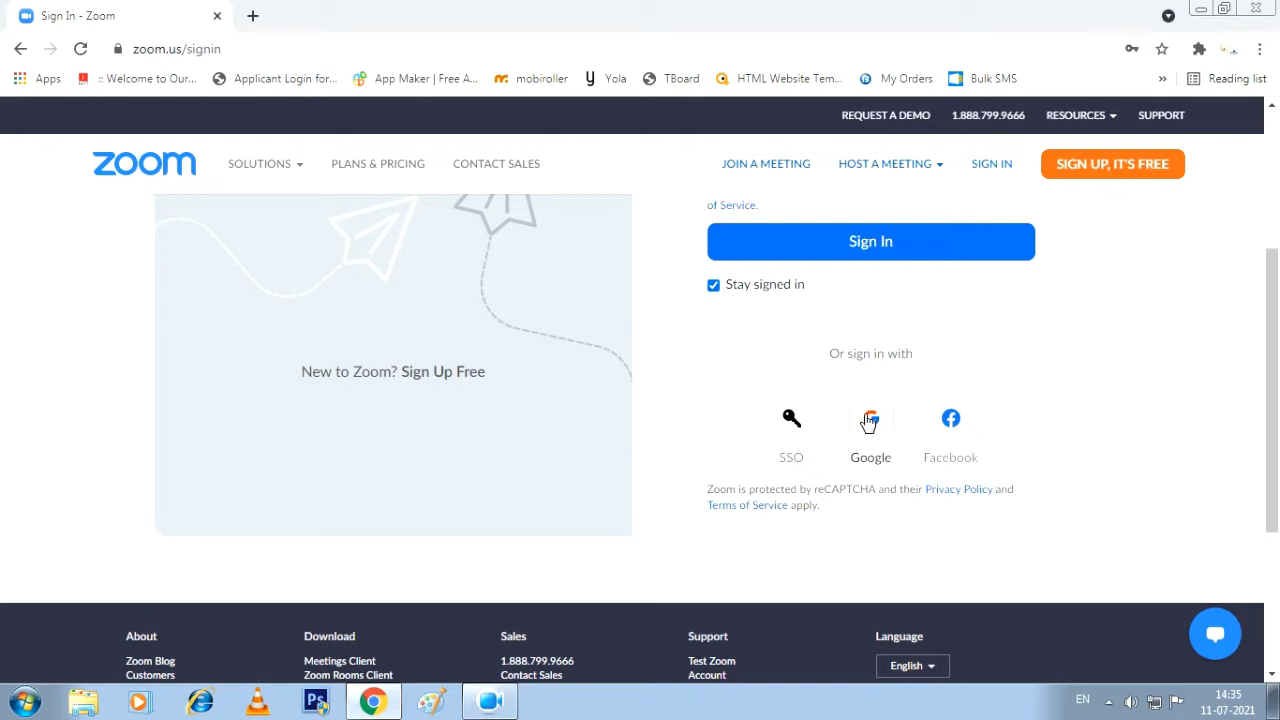 Sign In - Zoom
zoom.us/signin
Apps
:: Welcome to Our...
Applicant Login for...
App Maker | Free A...
mobiroller
Yola
TBoard
HTML Website Tem...
My Orders
Bulk SMS
»
Reading list
REQUEST A DEMO
1.888.799.9666
RESOURCES
SUPPORT
zoom
SOLUTIONS
PLANS & PRICING
CONTACT SALES
JOIN A MEETING
HOST A MEETING
SIGN IN
SIGN UP, IT'S FREE
of Service.
Sign In
Stay signed in
New to Zoom? Sign Up Free
Or sign in with
SSO
Google
Facebook
Zoom is protected by reCAPTCHA and their Privacy Policy and
Terms of Service apply.
About
Download
Sales
Support
Language
Zoom Blog
Meetings Client
1.888.799.9666
Test Zoom
English
Customers
Zoom Rooms Client
Contact Sales
Account
Ps
EN
14:35
11-07-2021